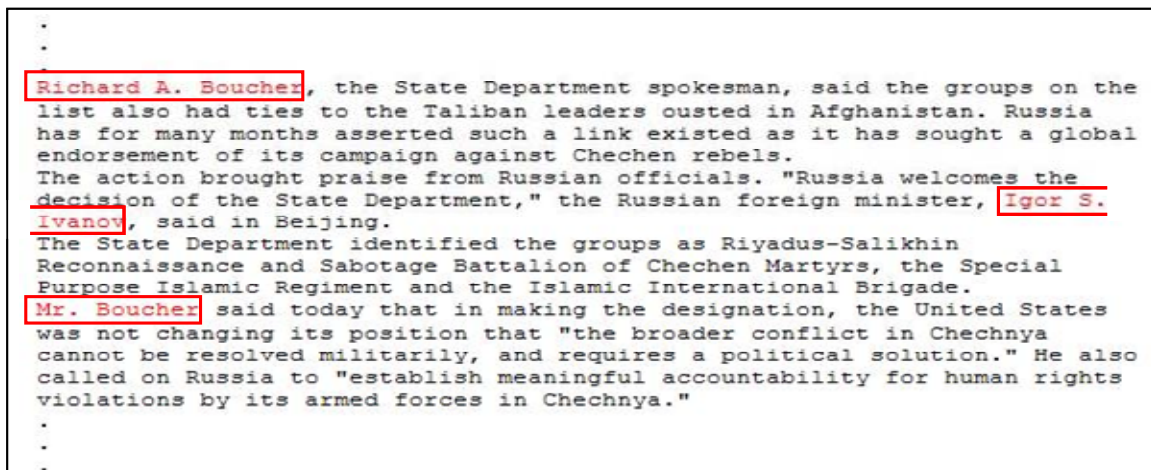 .
.
.
Richard A. Boucher, the State Department spokesman, said the groups on the
list also had ties to the Taliban leaders ousted in Afghanistan. Russia
has for many months asserted such a link existed as it has sought a global
endorsement of its campaign against Chechen rebels.
The action brought praise from Russian officials. "Russia welcomes the
decision of the State Department," the Russian foreign minister, Igor S.
Ivanov, said in Beijing.
The State Department identified the groups as Riyadus-Salikhin
Reconnaissance and Sabotage Battalion of Chechen Martyrs, the Special
Purpose Islamic Regiment and the Islamic International Brigade.
Mr. Boucher said today that in making the designation, the United States
was not changing its position that "the broader conflict in Chechnya
cannot be resolved militarily, and requires a political solution." He also
called on Russia to "establish meaningful accountability for human rights
violations by its armed forces in Chechnya."
.
.
.